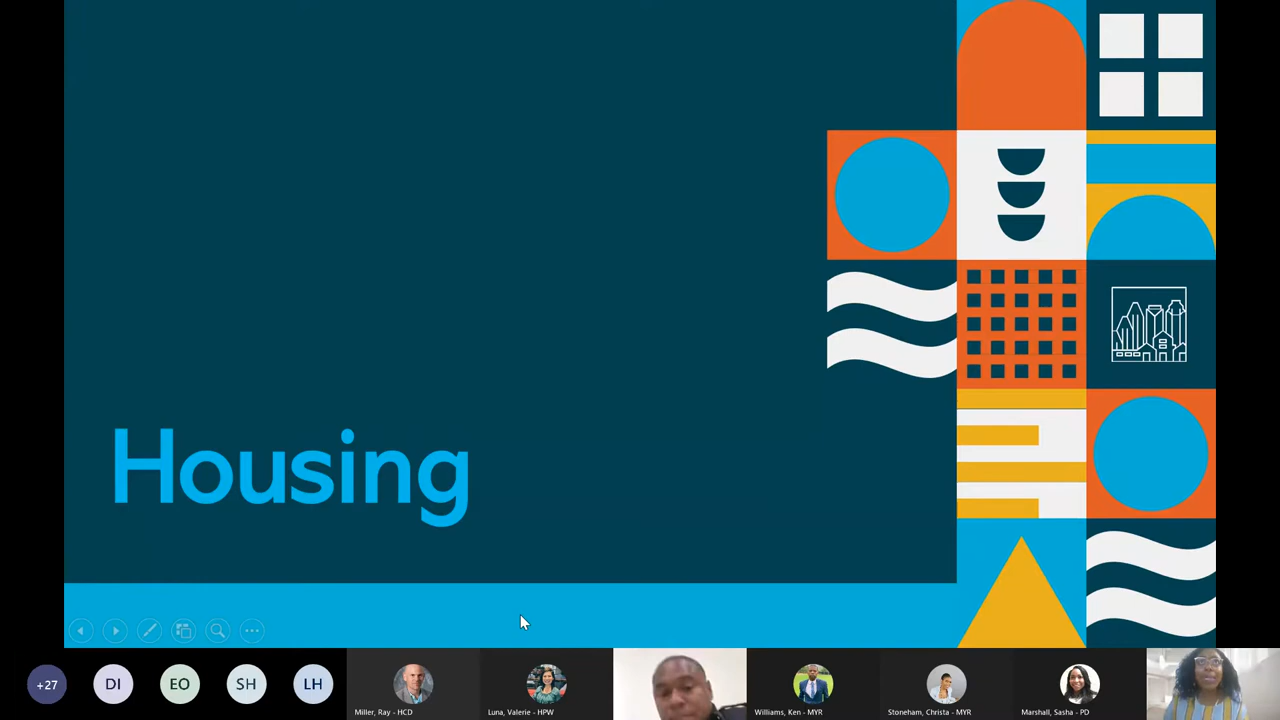 Housing
+27
DI
EO
SH
LH
Miller, Ray - HCD
Luna, Valerie - HPW
Williams, Ken - MYR
Stoneham, Christa - MYR
Marshall, Sasha - PD